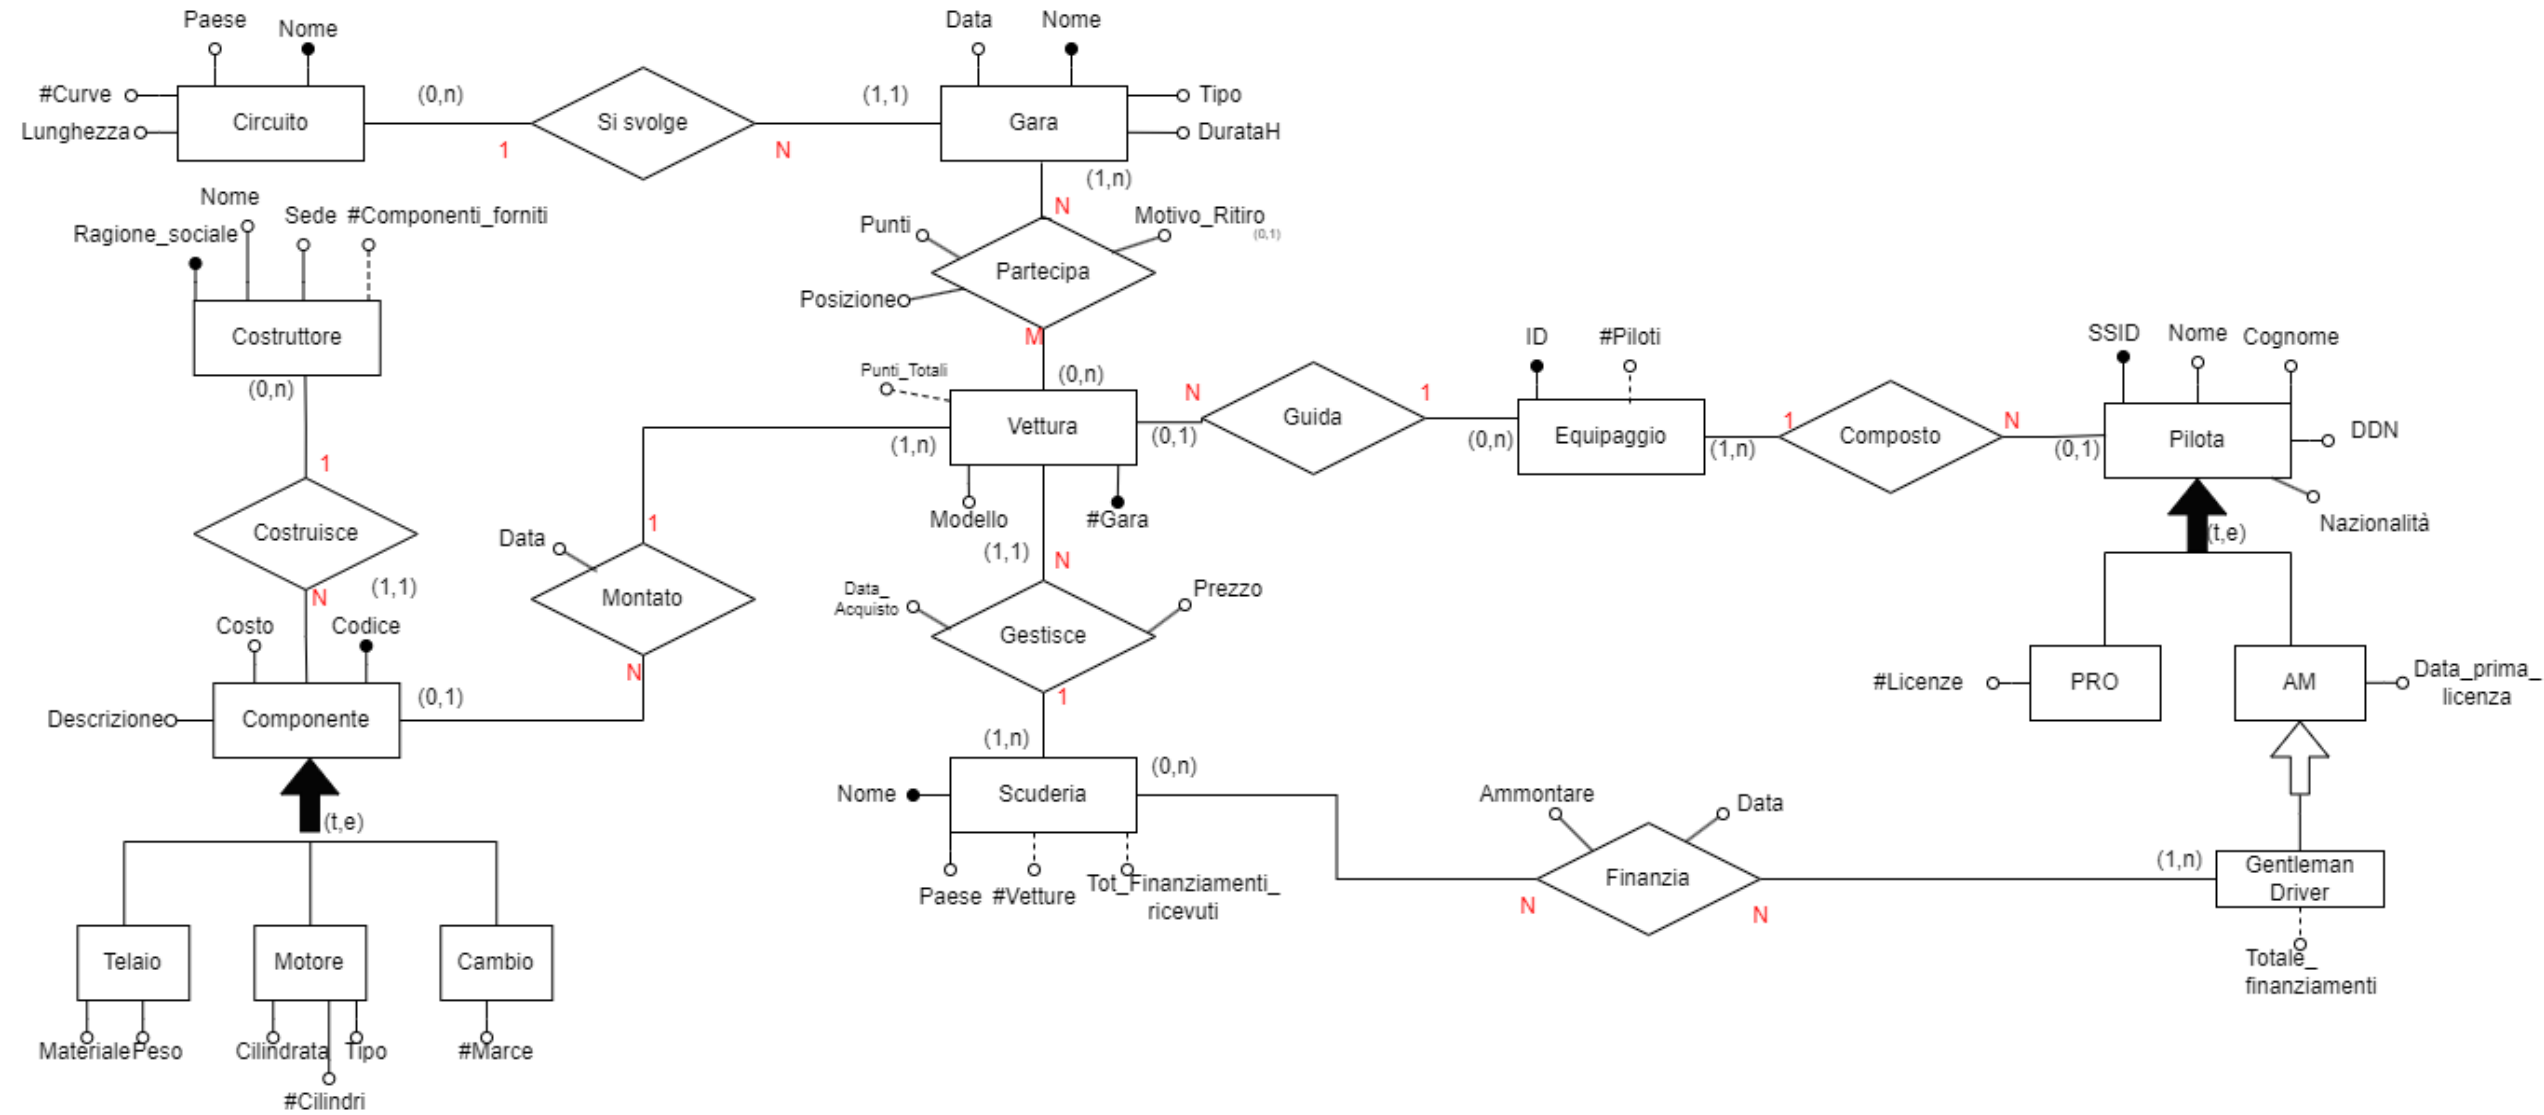 Paese
Nome
#Curve
Lunghezza
Circuito
(0,n)
1
Si svolge
N
(1,1)
Data
Nome
Gara
Tipo
DurataH
(1,n)
N
Punti
Motivo_Ritiro
(0,1)
Partecipa
Posizione
M
(0,n)
Nome
Sede
#Componenti_forniti
Ragione_sociale
Costruttore
(0,n)
1
Costruisce
N
(1,1)
Costo
Codice
Descrizione
Componente
(0,1)
(t,e)
Telaio
Motore
Cambio
Materiale
Peso
Cilindrata
Tipo
#Cilindri
#Marce
Punti_Totali
Vettura
(1,n)
(0,1)
Modello
#Gara
1
Data
Montato
N
N
Guida
1
(0,n)
ID
#Piloti
Equipaggio
(1,n)
1
Composto
N
(0,1)
SSID
Nome
Cognome
Pilota
DDN
Nazionalità
(t,e)
PRO
#Licenze
AM
Data_prima_
licenza
(1,1)
N
Data_
Acquisto
Prezzo
Gestisce
1
(1,n)
Nome
Scuderia
(0,n)
Paese
#Vetture
Tot_Finanziamenti_
ricevuti
Ammontare
Data
Finanzia
N
N
(1,n)
Gentleman
Driver
Totale_
finanziamenti